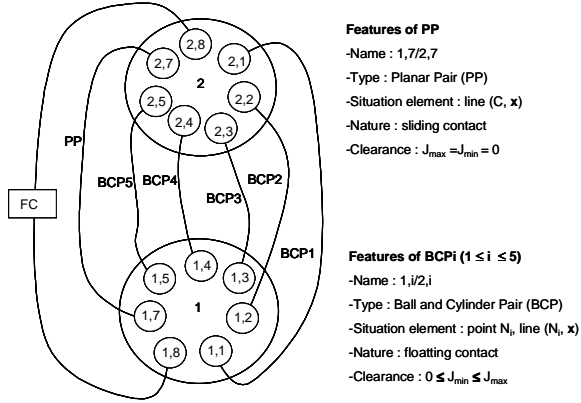 2,8
2,7
2,1
2
2,5
2,2
2,4
2,3
PP
BCP5
BCP4
BCP3
BCP2
BCP1
FC
1,5
1,4
1,3
1,7
1
1,2
1,8
1,1
Features of PP
-Name : 1,7/2,7
-Type : Planar Pair (PP)
-Situation element : line (C, x)
-Nature : sliding contact
-Clearance : Jmax =Jmin = 0
Features of BCPi (1 ≤ i ≤ 5)
-Name : 1,i/2,i
-Type : Ball and Cylinder Pair (BCP)
-Situation element : point Ni, line (Ni, x)
-Nature : floatting contact
-Clearance : 0 ≤ Jmin ≤ Jmax